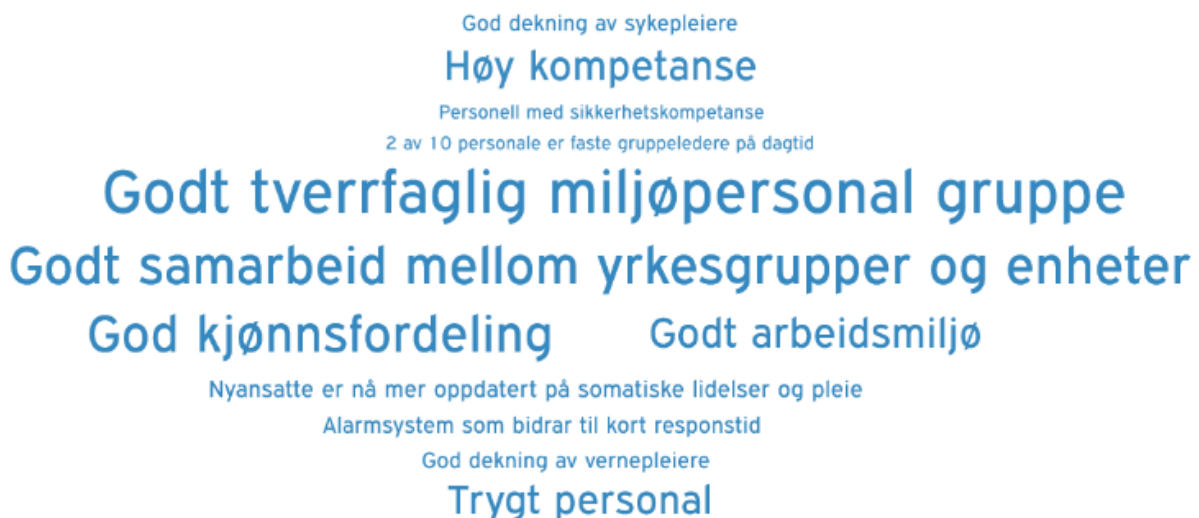 God dekning av sykepleiere
Høy kompetanse
Personell med sikkerhetskompetanse
2 av 10 personale er faste gruppeledere på dagtid
Godt tverrfaglig miljøpersonal gruppe
Godt samarbeid mellom yrkesgrupper og enheter
God kjønnsfordeling Godt arbeidsmiljø
Nyansatte er nå mer oppdatert på somatiske lidelser og pleie
Alarmsystem som bidrar til kort responstid
God dekning av vernepleiere
Trygt personal